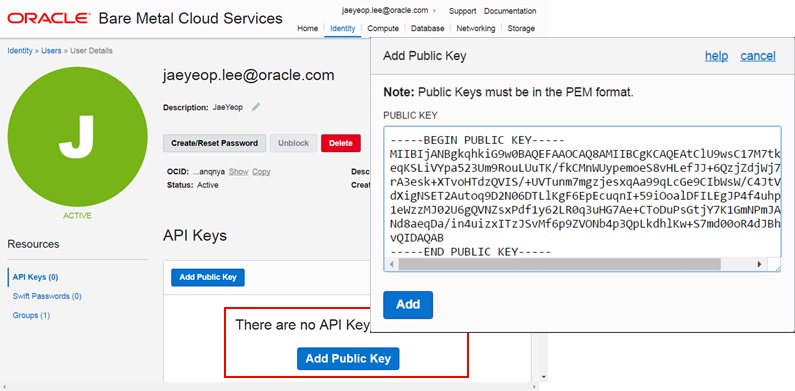 ORACLE Bare Metal Cloud Services
jaeyeop.lee@oracle.com Support Documentation
Home Identity Compute Database Networking Storage
Identity » Users » User Details
J
ACTIVE
jaeyeop.lee@oracle.com
Description: JaeYeop
Create/Reset Password Unblock Delete
OCID: ...anqnya Show Copy
Status: Active
API Keys
Add Public Key
There are no API Key
Add Public Key
Resources
API Keys (0)
Swift Passwords (0)
Groups (1)
Add Public Key help cancel
Note: Public Keys must be in the PEM format.
PUBLIC KEY
-----BEGIN PUBLIC KEY-----
MIIBIjANBgkqhkiG9w0BAQEFAAOCAQ8AMIIBCgKCAQEAtClU9wsC17M7tk
eqKSLiVYpa523Um9RouLUuTK/fkCMnWUypemoeS8vHLefJJ+6QzjZdjWj7
rA3esk+XTvoHTdzQVIS/+UVTunm7mgzjesxqAa99qLcGe9CIbWsW/C4JtV
dXigNSET2Autoq9D2N06DTLlKgF6EpEcuqnI+59iOoalDFILEgJP4f4uhp
1eWzzMJ02U6gQVNZsxPdf1y62LR0q3uHG7Ae+CToDuPsGtjY7K1GmNPmJA
Nd8aeqDa/in4uizxITzJSvMf6p9ZVONb4p3QpLkdhlKw+S7md00oR4dJBh
vQIDAQAB
-----END PUBLIC KEY-----
Add